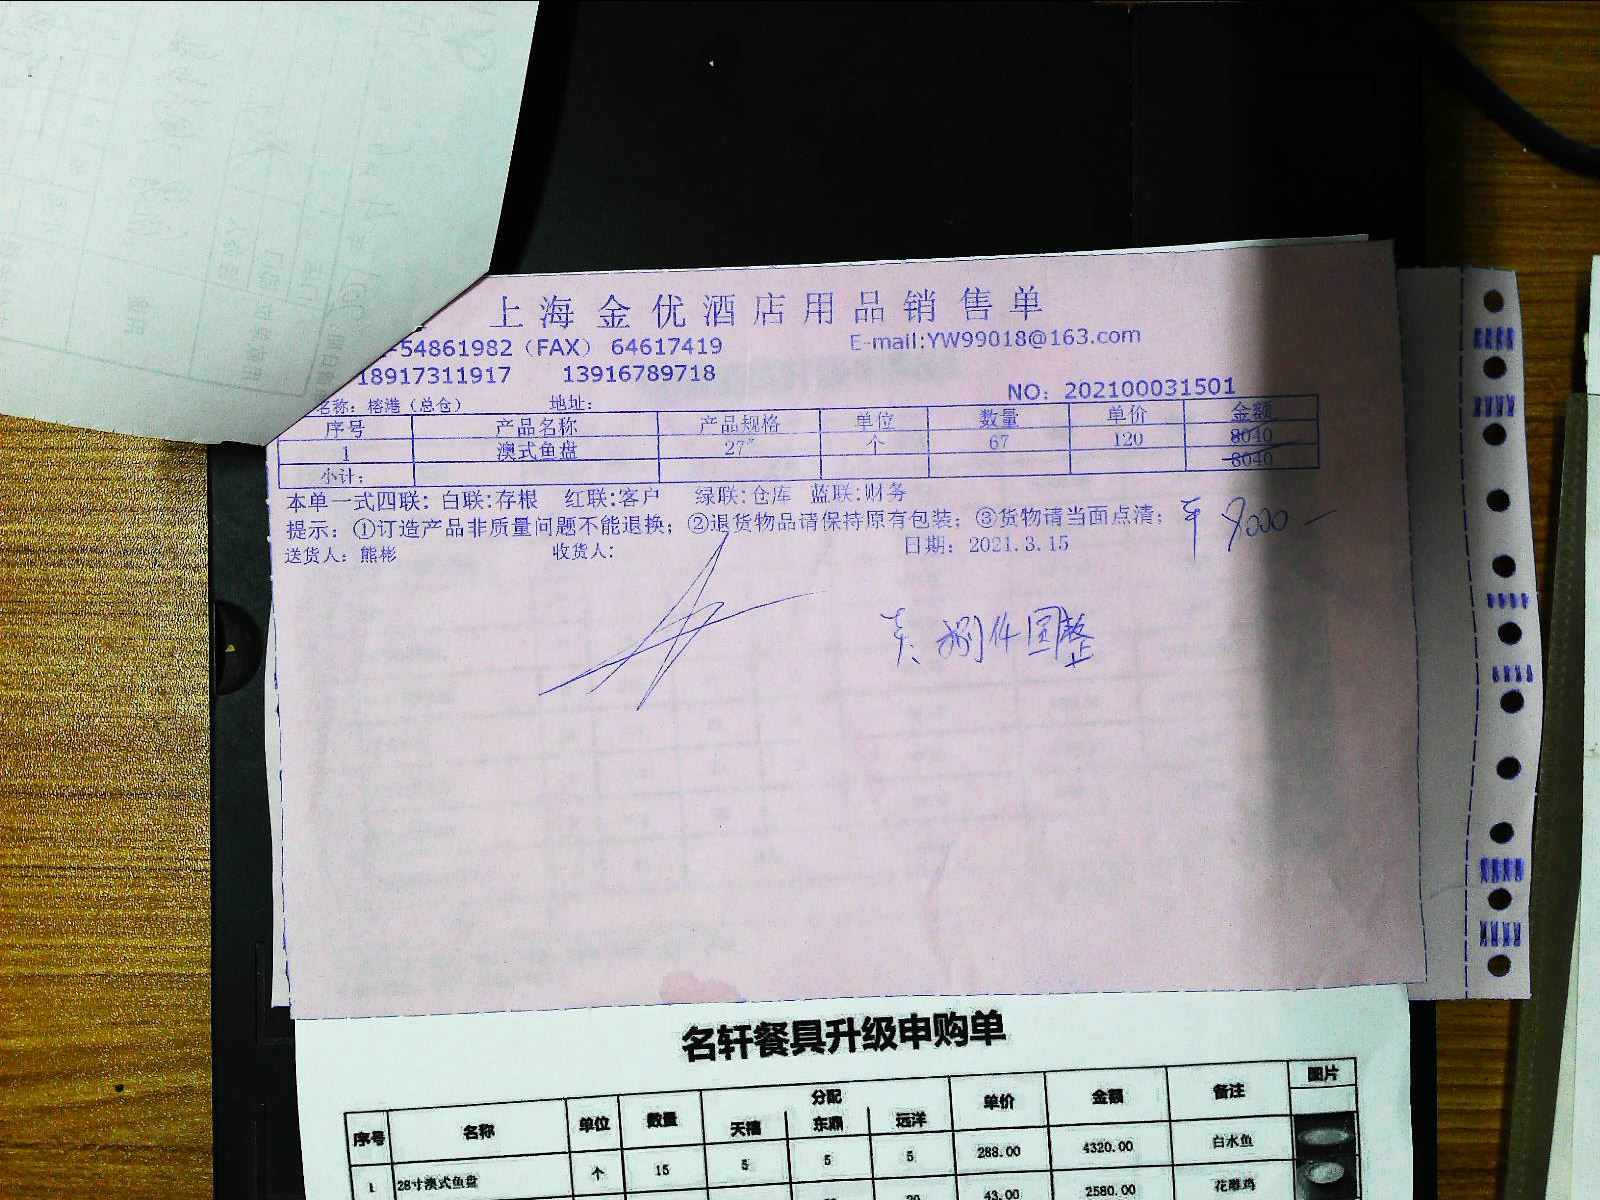 上海金优酒店用品销售单
-54861982（FAX） 64617419 E-mail:YW99018@163.com
18917311917 13916789718
NO：202100031501
名称：榕港（总仓） 地址：
序号 产品名称 产品规格 单位 数量 单价 金额
1 澳式鱼盘 27" 个 67 120 8040
小计： 8040
本单一式四联：白联:存根 红联:客户 绿联:仓库 蓝联:财务
提示：①订造产品非质量问题不能退换；②退货物品请保持原有包装；③货物请当面点清；
送货人：熊彬 收货人： 日期：2021.3.15
捌仟圆整
名轩餐具升级申购单
序号 名称 单位 数量 分配 单价 金额 备注 图片
天禧 东鼎 远洋
1 28寸澳式鱼盘 个 15 5 5 5 288.00 4320.00 白水鱼
20 43.00 2580.00 花雕鸡